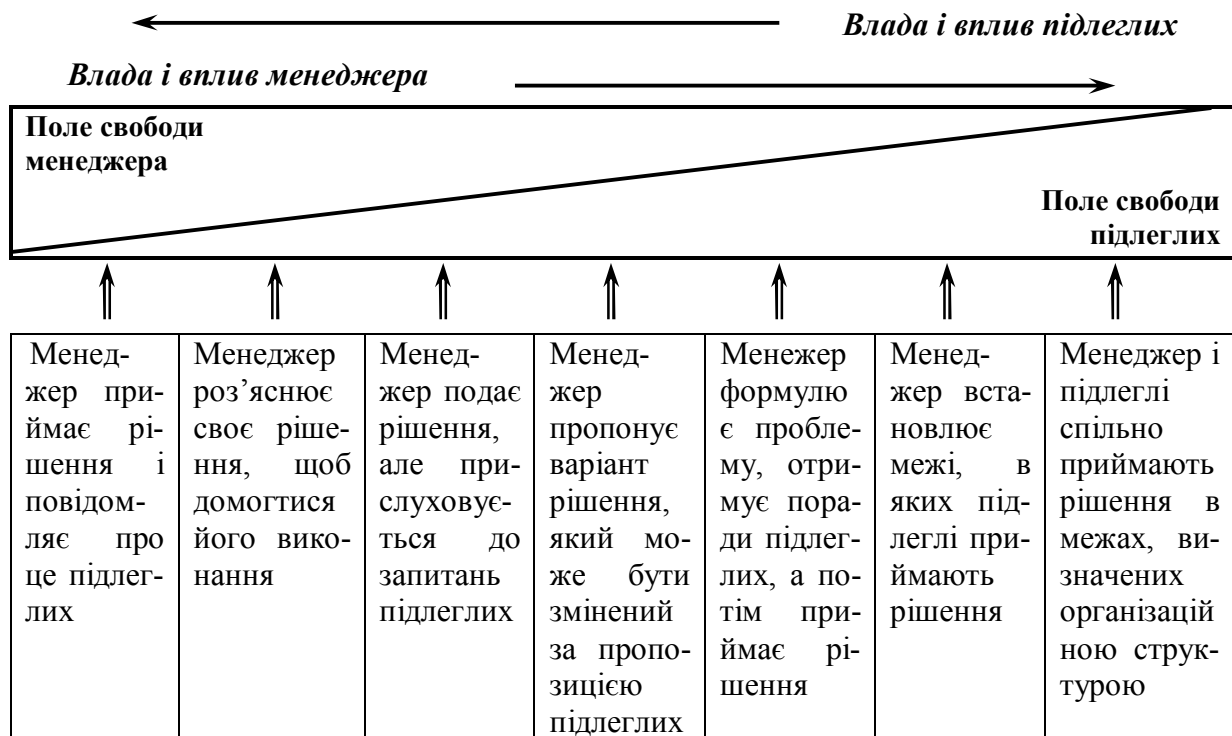 Влада і вплив підлеглих
Влада і вплив менеджера
Поле свободи
менеджера
Поле свободи
підлеглих
Менед-
жер при-
ймає рі-
шення і
повідом-
ляє про
це підлег-
лих
Менеджер
роз’яснює
своє ріше-
ння, щоб
домогтися
його вико-
нання
Менед-
жер подає
рішення,
але при-
слуховує-
ться до
запитань
підлеглих
Менед-
жер
пропонує
варіант
рішення,
який мо-
же бути
змінений
за пропо-
зицією
підлеглих
Менежер
формулю
є пробле-
му, отри-
мує пора-
ди підлег-
лих, а по-
тім при-
ймає рі-
шення
Менед-
жер вста-
новлює
межі, в
яких під-
леглі при-
ймають
рішення
Менеджер і
підлеглі
спільно
приймають
рішення в
межах, ви-
значених
організацій
ною струк-
турою